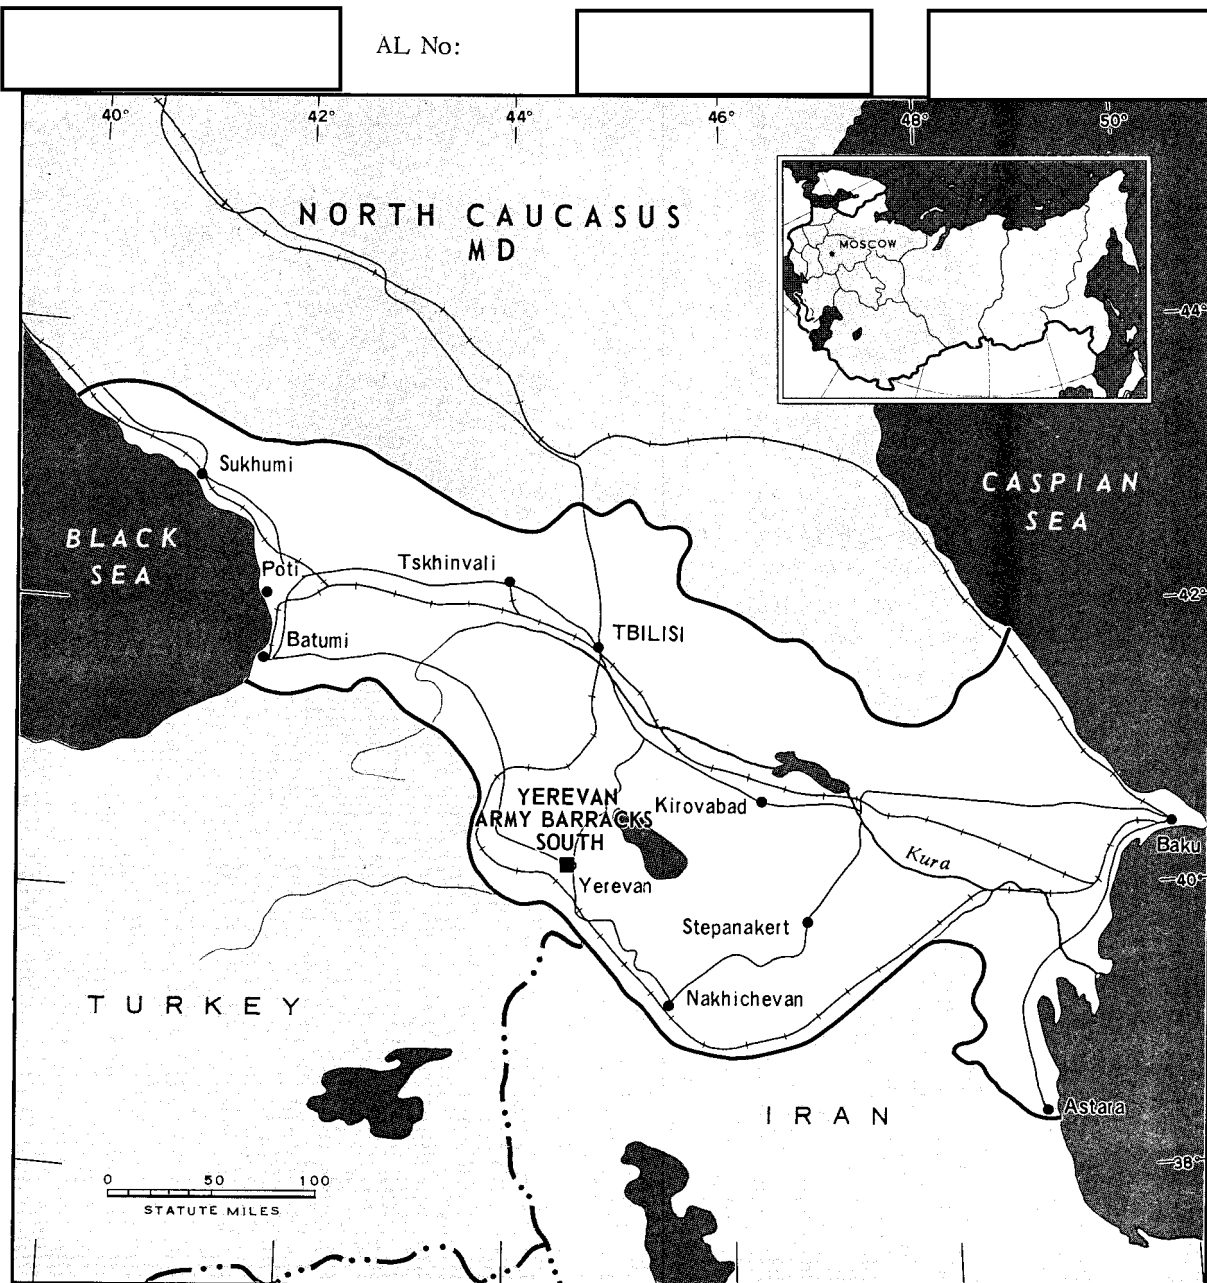 AL No:
40°
42°
44°
46°
48°
50°
NORTH CAUCASUS
MD
MOSCOW
44°
CASPIAN
SEA
Sukhumi
BLACK
SEA
Poti
Tskhinvali
42°
Batumi
TBILISI
YEREVAN
ARMY BARRACKS
SOUTH
Kirovabad
Baku
Kura
40°
Yerevan
Stepanakert
Nakhichevan
TURKEY
IRAN
Astara
38°
0 50 100
STATUTE MILES